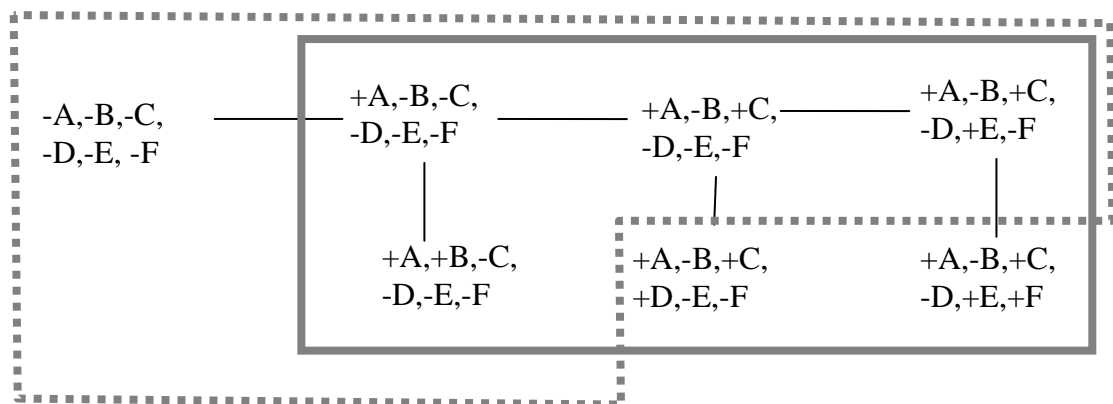 -A,-B,-C,
-D,-E, -F
+A,-B,-C,
-D,-E,-F
+A,-B,+C,
-D,-E,-F
+A,-B,+C,
-D,+E,-F
+A,+B,-C,
-D,-E,-F
+A,-B,+C,
+D,-E,-F
+A,-B,+C,
-D,+E,+F